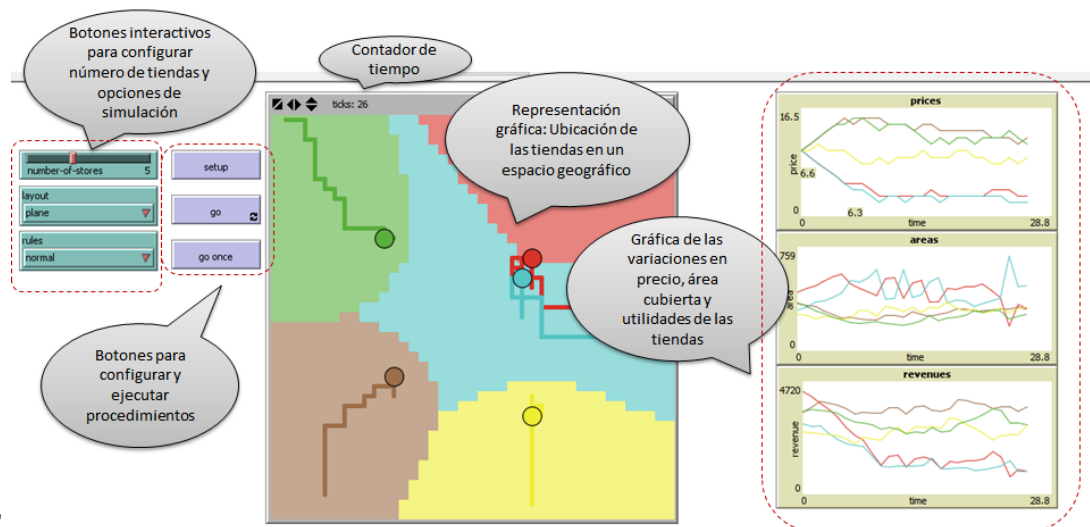 Botones interactivos
para configurar
número de tiendas y
opciones de
simulación
Contador de
tiempo
ticks: 26
Representación
gráfica: Ubicación de
las tiendas en un
espacio geográfico
number-of-stores 5
layout
plane
rules
normal
setup
go
go once
Botones para
configurar y
ejecutar
procedimientos
Gráfica de las
variaciones en
precio, área
cubierta y
utilidades de las
tiendas
prices
16.5
price
6.6
0
6.3
0
time
28.8
areas
759
area
0
0
time
28.8
revenues
4720
revenue
0
0
time
28.8